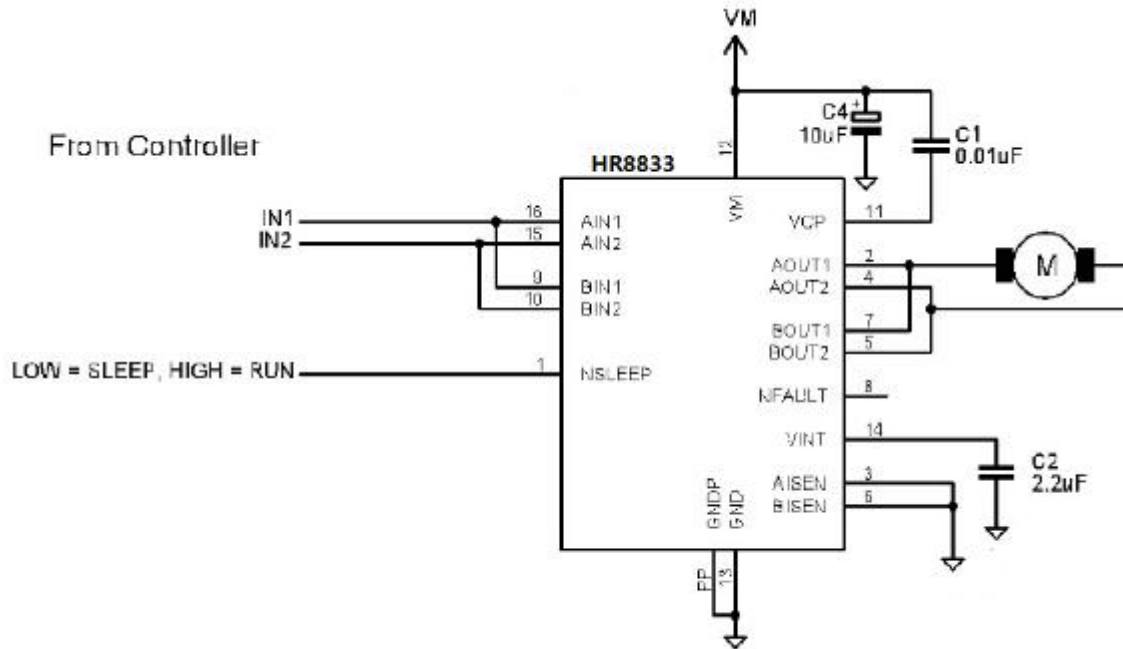 VM
C4
+
10uF
C1
0.01uF
From Controller
12
HR8833
VM
IN1
16
AIN1
VCP
11
IN2
15
AIN2
AOUT1
2
M
AOUT2
4
9
BIN1
10
BIN2
BOUT1
7
BOUT2
5
LOW = SLEEP, HIGH = RUN
1
NSLEEP
NFAULT
8
VINT
14
C2
2.2uF
AISEN
3
BISEN
6
GNDP
GND
PP
13